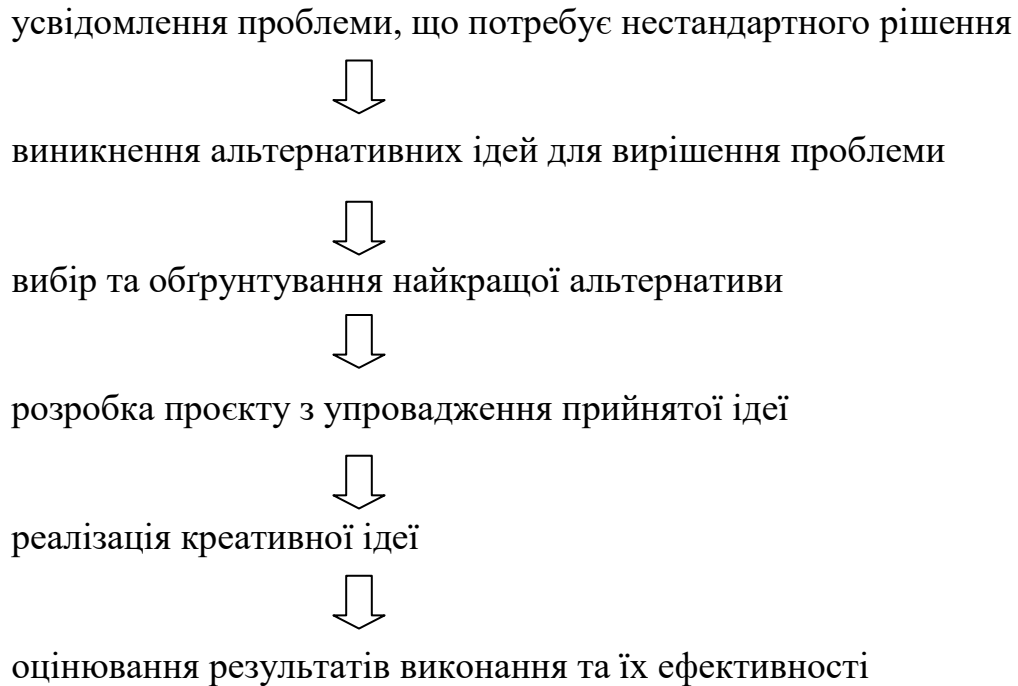 усвідомлення проблеми, що потребує нестандартного рішення
виникнення альтернативних ідей для вирішення проблеми
вибір та обґрунтування найкращої альтернативи
розробка проєкту з упровадження прийнятої ідеї
реалізація креативної ідеї
оцінювання результатів виконання та їх ефективності